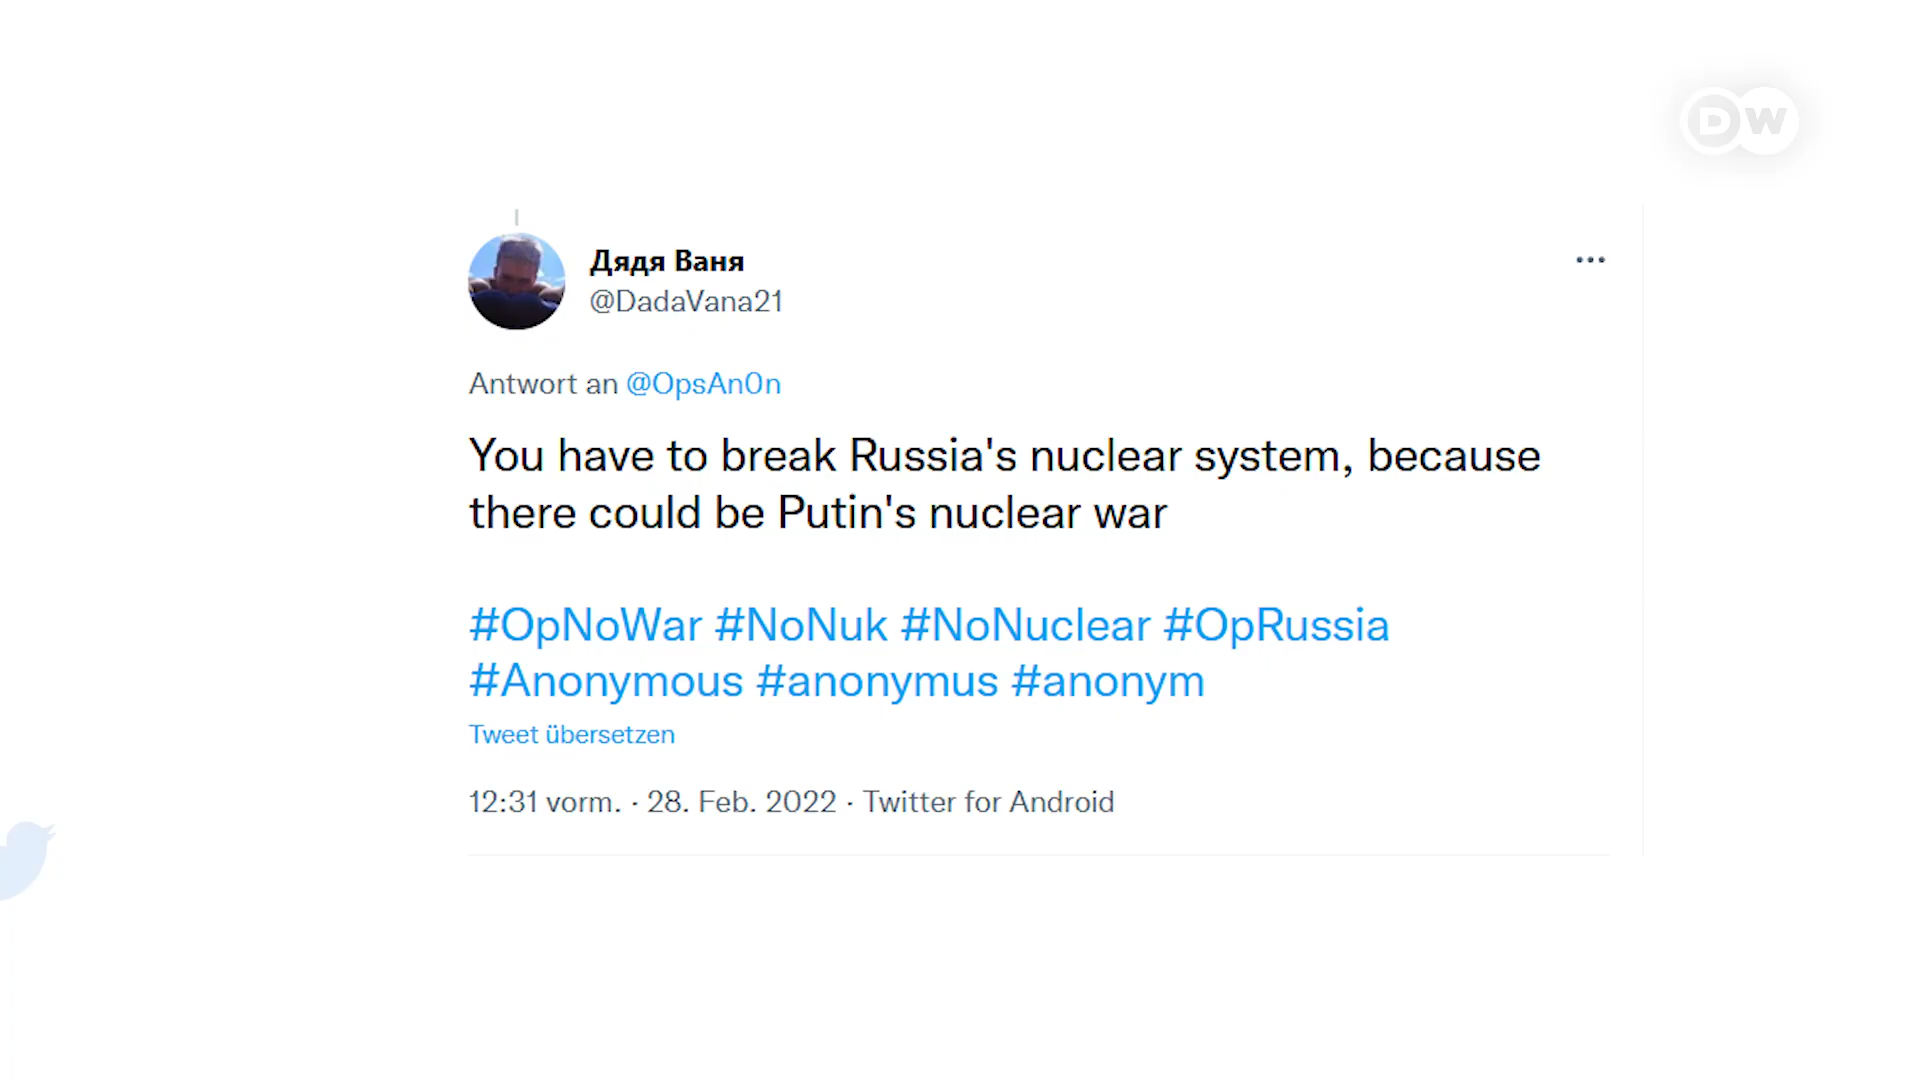 DW
Дядя Ваня
@DadaVana21
Antwort an @OpsAn0n
You have to break Russia's nuclear system, because
there could be Putin's nuclear war
#OpNoWar #NoNuk #NoNuclear #OpRussia
#Anonymous #anonymus #anonym
Tweet übersetzen
12:31 vorm. · 28. Feb. 2022 · Twitter for Android